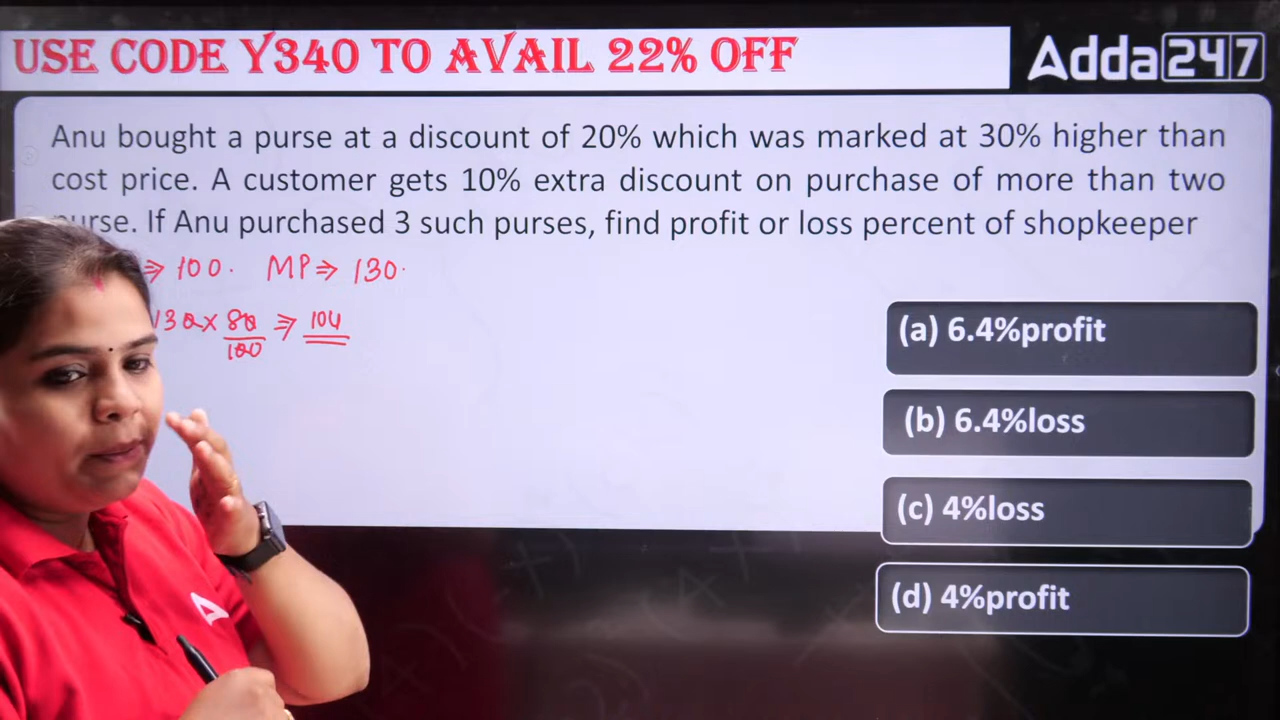 USE CODE Y340 TO AVAIL 22% OFF
Adda247
Anu bought a purse at a discount of 20% which was marked at 30% higher than
cost price. A customer gets 10% extra discount on purchase of more than two
purse. If Anu purchased 3 such purses, find profit or loss percent of shopkeeper
⇒ 100. MP ⇒ 130.
130 × 80/100 ⇒ 104
(a) 6.4%profit
(b) 6.4%loss
(c) 4%loss
(d) 4%profit